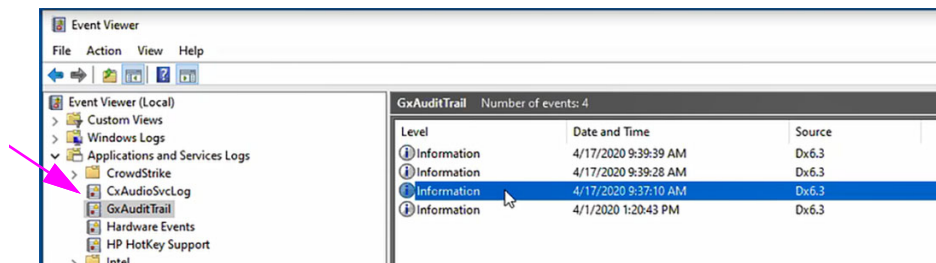 Event Viewer
File Action View Help
Event Viewer (Local)
Custom Views
Windows Logs
Applications and Services Logs
CrowdStrike
CxAudioSvcLog
GxAuditTrail
Hardware Events
HP HotKey Support
Intel
GxAuditTrail Number of events: 4
Level Date and Time Source
Information 4/17/2020 9:39:39 AM Dx6.3
Information 4/17/2020 9:39:28 AM Dx6.3
Information 4/17/2020 9:37:10 AM Dx6.3
Information 4/1/2020 1:20:43 PM Dx6.3